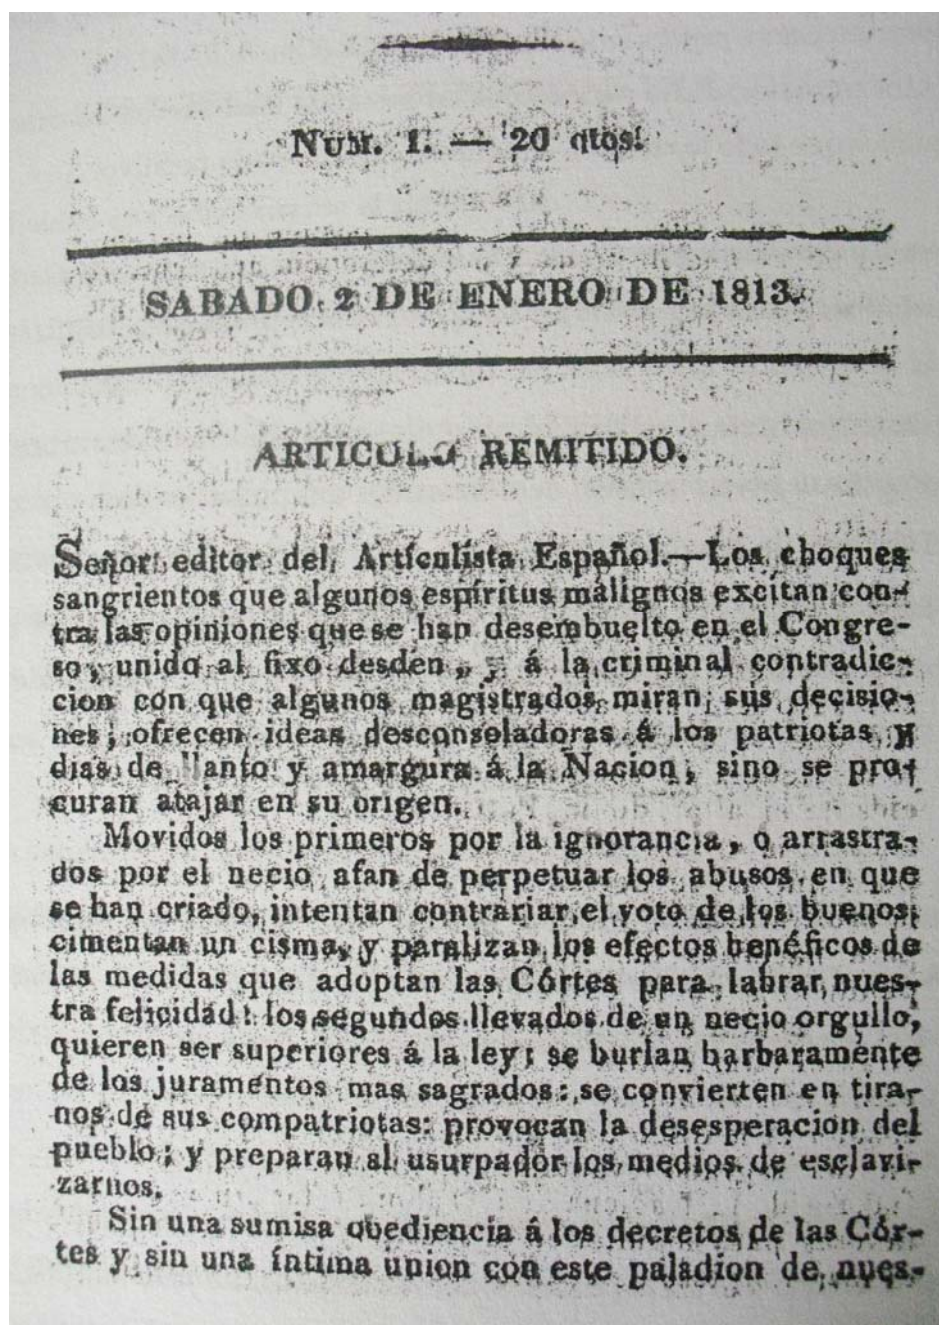 Num. 1. — 20 qtos.
SABADO 2 DE ENERO DE 1813.
ARTICULO REMITIDO.
Señor editor del Artículista Español.—Los choques
sangrientos que algunos espíritus malignos excitan con-
tra las opiniones que se han desembuelto en el Congre-
so, unido al fixo desden, y á la criminal contradic-
cion con que algunos magistrados miran sus decisio-
nes, ofrecen ideas desconsoladoras á los patriotas y
dias de llanto y amargura á la Nacion, sino se pro-
curan atajar en su origen.
Movidos los primeros por la ignorancia, o arrastra-
dos por el necio afan de perpetuar los abusos en que
se han criado, intentan contrariar el voto de los buenos,
cimentan un cisma, y paralizan los efectos benéficos de
las medidas que adoptan las Córtes para labrar nues-
tra felicidad: los segundos llevados de un necio orgullo,
quieren ser superiores á la ley: se burlan barbaramente
de los juramentos mas sagrados: se convierten en tira-
nos de sus compatriotas: provocan la desesperacion del
pueblo; y preparan al usurpador los medios de esclavi-
zarnos.
Sin una sumisa obediencia á los decretos de las Cór-
tes y sin una íntima union con este paladion de nues-